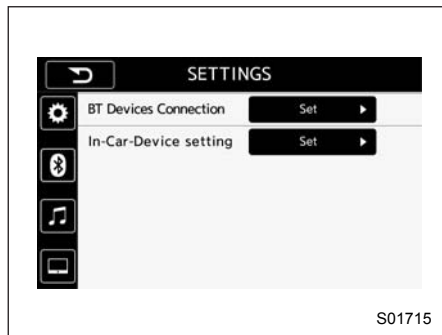 SETTINGS
BT Devices Connection Set
In-Car-Device setting Set
S01715